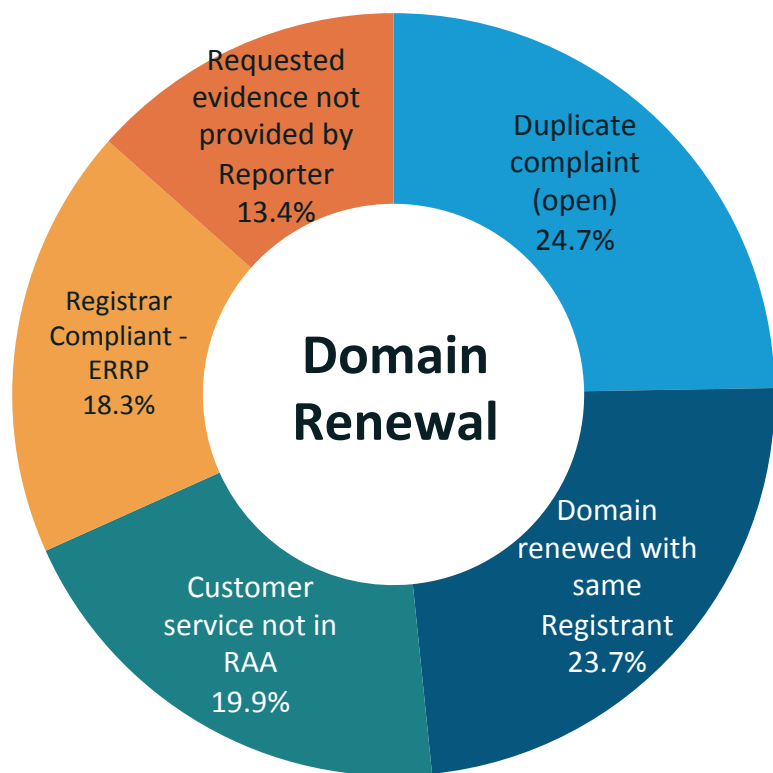 Requested
evidence not
provided by
Reporter
13.4%
Duplicate
complaint
(open)
24.7%
Registrar
Compliant -
ERRP
18.3%
Domain
Renewal
Domain
renewed with
same
Registrant
23.7%
Customer
service not in
RAA
19.9%